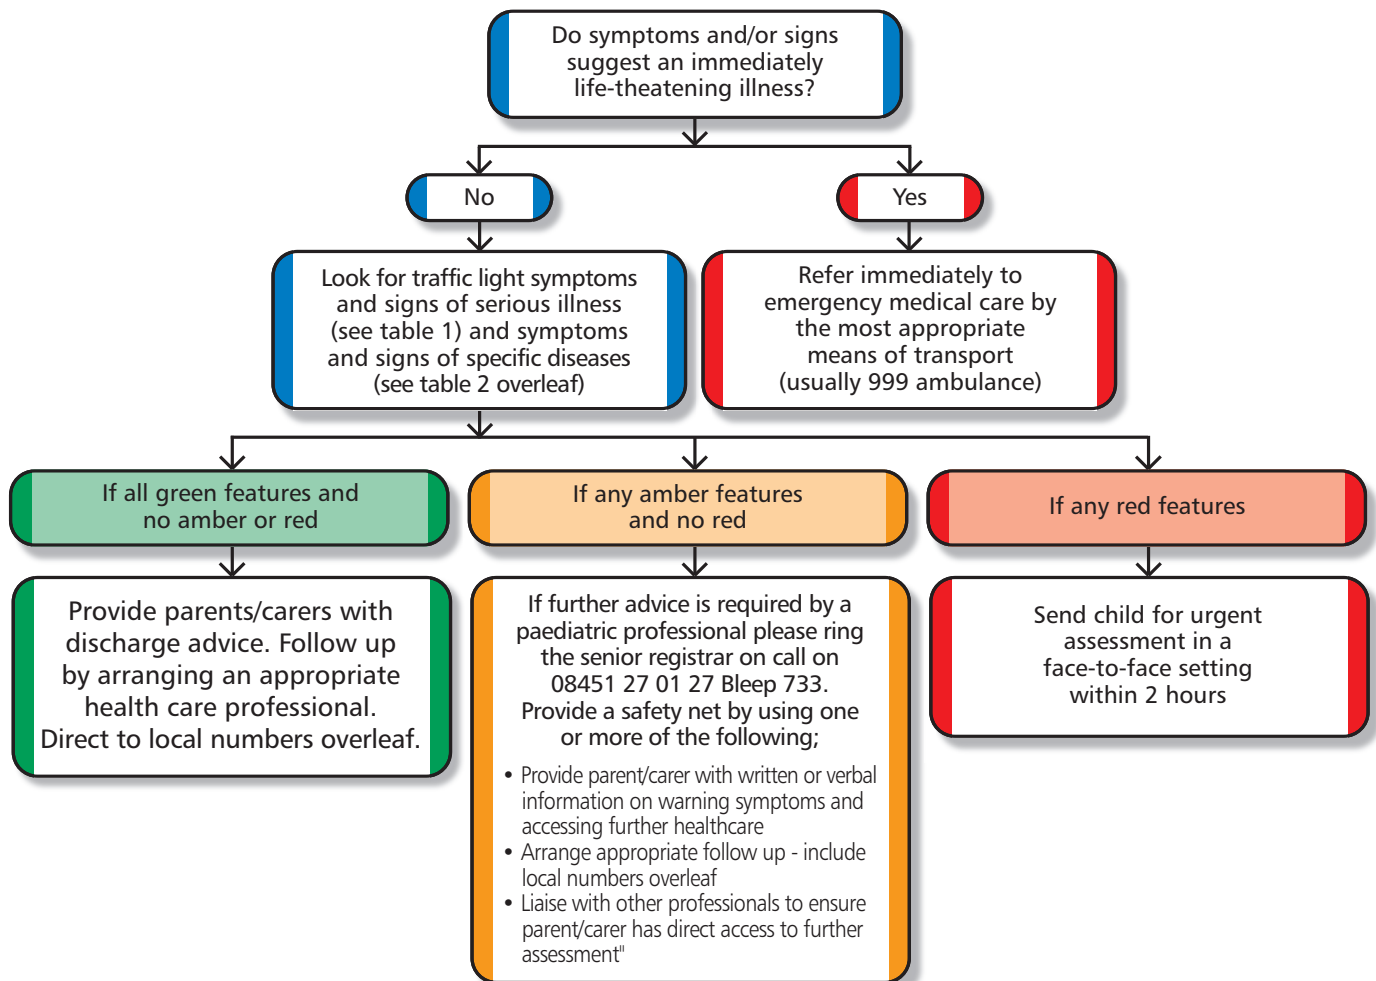 Do symptoms and/or signs
suggest an immediately
life-theatening illness?
No
Yes
Look for traffic light symptoms
and signs of serious illness
(see table 1) and symptoms
and signs of specific diseases
(see table 2 overleaf)
Refer immediately to
emergency medical care by
the most appropriate
means of transport
(usually 999 ambulance)
If all green features and
no amber or red
If any amber features
and no red
If any red features
Provide parents/carers with
discharge advice. Follow up
by arranging an appropriate
health care professional.
Direct to local numbers overleaf.
If further advice is required by a
paediatric professional please ring
the senior registrar on call on
08451 27 01 27 Bleep 733.
Provide a safety net by using one
or more of the following;
• Provide parent/carer with written or verbal
information on warning symptoms and
accessing further healthcare
• Arrange appropriate follow up - include
local numbers overleaf
• Liaise with other professionals to ensure
parent/carer has direct access to further
assessment"
Send child for urgent
assessment in a
face-to-face setting
within 2 hours